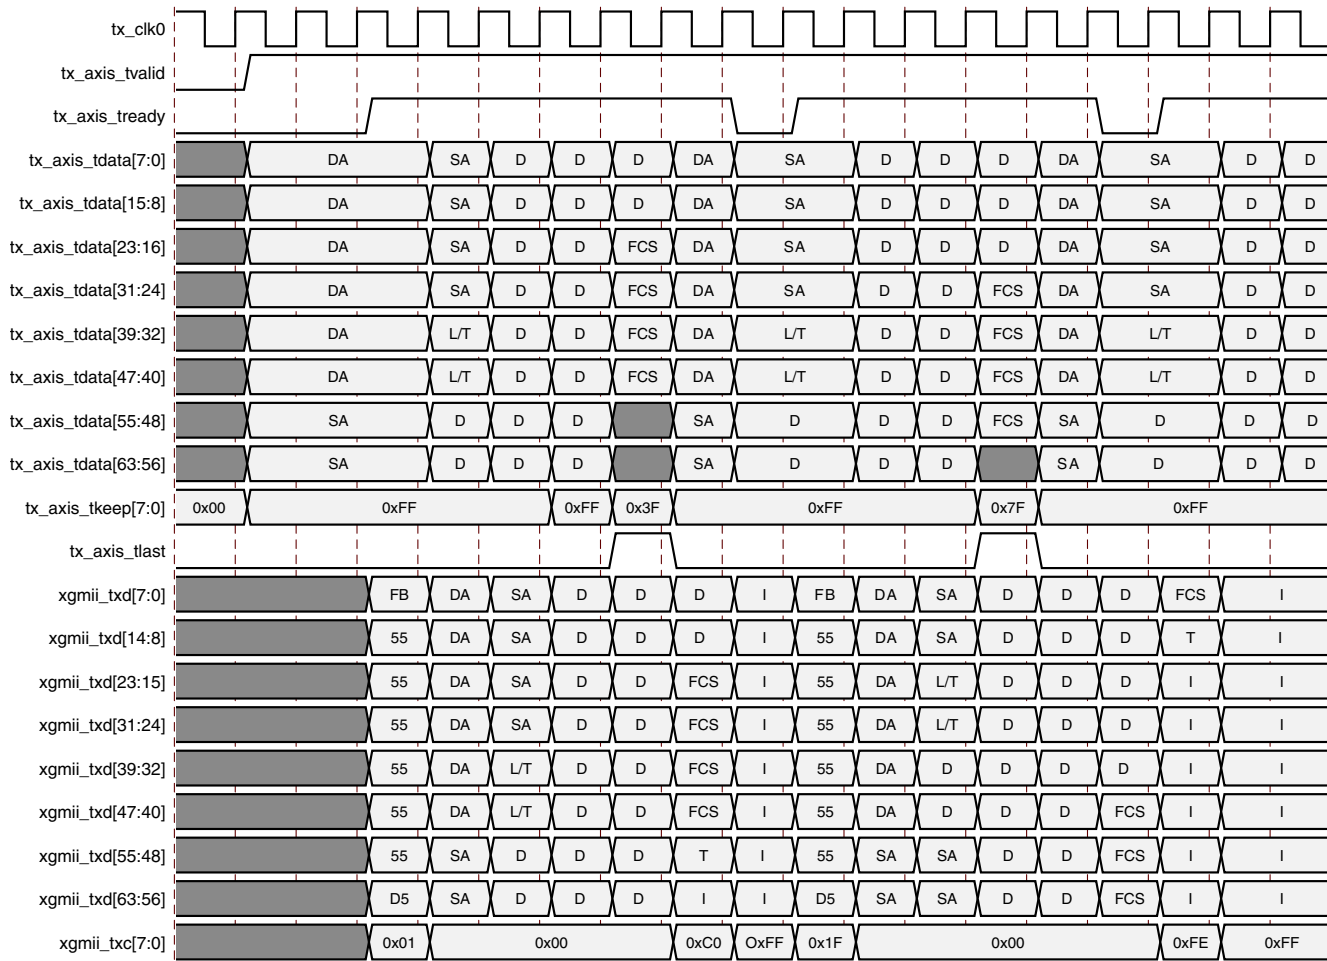 tx_clk0
tx_axis_tvalid
tx_axis_tready
tx_axis_tdata[7:0] DA SA D D D DA SA D D D DA SA D D
tx_axis_tdata[15:8] DA SA D D D DA SA D D D DA SA D D
tx_axis_tdata[23:16] DA SA D D FCS DA SA D D D DA SA D D
tx_axis_tdata[31:24] DA SA D D FCS DA SA D D FCS DA SA D D
tx_axis_tdata[39:32] DA L/T D D FCS DA L/T D D FCS DA L/T D D
tx_axis_tdata[47:40] DA L/T D D FCS DA L/T D D FCS DA L/T D D
tx_axis_tdata[55:48] SA D D D SA D D D FCS SA D D D
tx_axis_tdata[63:56] SA D D D SA D D D SA D D D
tx_axis_tkeep[7:0] 0x00 0xFF 0xFF 0x3F 0xFF 0x7F 0xFF
tx_axis_tlast
xgmii_txd[7:0] FB DA SA D D D I FB DA SA D D D FCS I
xgmii_txd[14:8] 55 DA SA D D D I 55 DA SA D D D T I
xgmii_txd[23:15] 55 DA SA D D FCS I 55 DA L/T D D D I I
xgmii_txd[31:24] 55 DA SA D D FCS I 55 DA L/T D D D I I
xgmii_txd[39:32] 55 DA L/T D D FCS I 55 DA D D D D I I
xgmii_txd[47:40] 55 DA L/T D D FCS I 55 DA D D D FCS I I
xgmii_txd[55:48] 55 SA D D D T I 55 SA SA D D FCS I I
xgmii_txd[63:56] D5 SA D D D I I D5 SA SA D D FCS I I
xgmii_txc[7:0] 0x01 0x00 0xC0 OxFF 0x1F 0x00 0xFE 0xFF